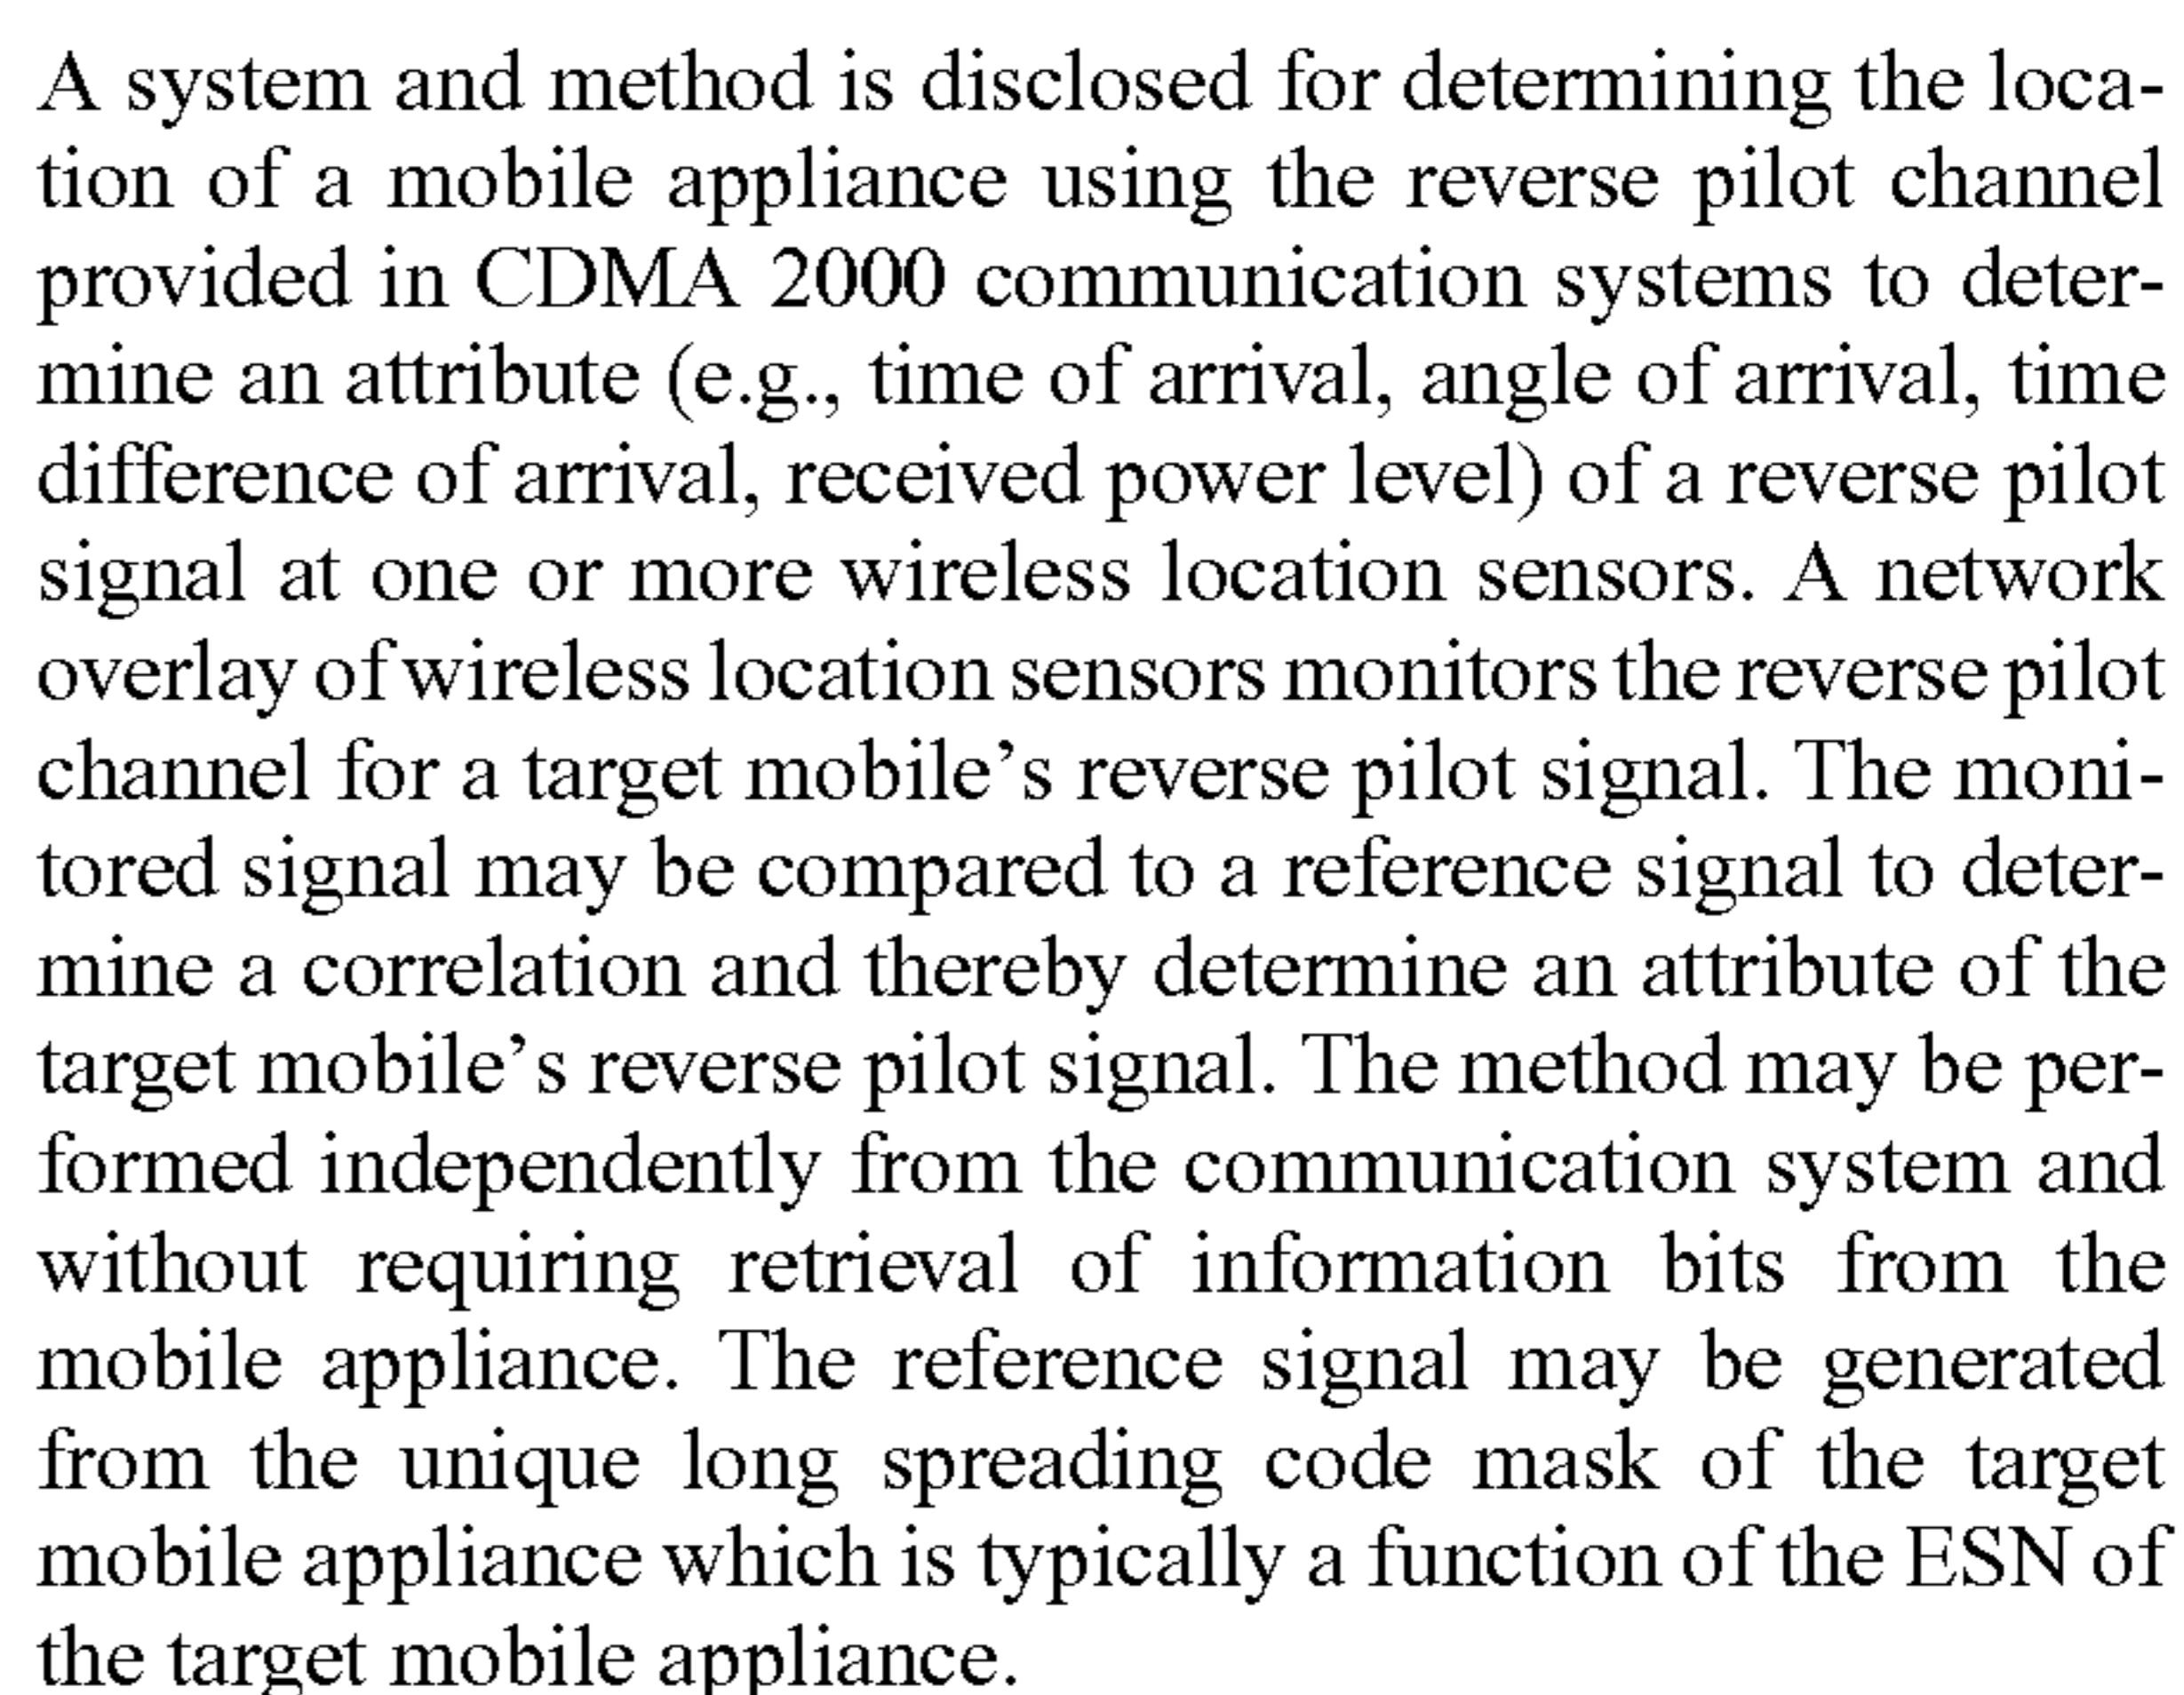 A system and method is disclosed for determining the loca-
tion of a mobile appliance using the reverse pilot channel
provided in CDMA 2000 communication systems to deter-
mine an attribute (e.g., time of arrival, angle of arrival, time
difference of arrival, received power level) of a reverse pilot
signal at one or more wireless location sensors. A network
overlay of wireless location sensors monitors the reverse pilot
channel for a target mobile’s reverse pilot signal. The moni-
tored signal may be compared to a reference signal to deter-
mine a correlation and thereby determine an attribute of the
target mobile’s reverse pilot signal. The method may be per-
formed independently from the communication system and
without requiring retrieval of information bits from the
mobile appliance. The reference signal may be generated
from the unique long spreading code mask of the target
mobile appliance which is typically a function of the ESN of
the target mobile appliance.